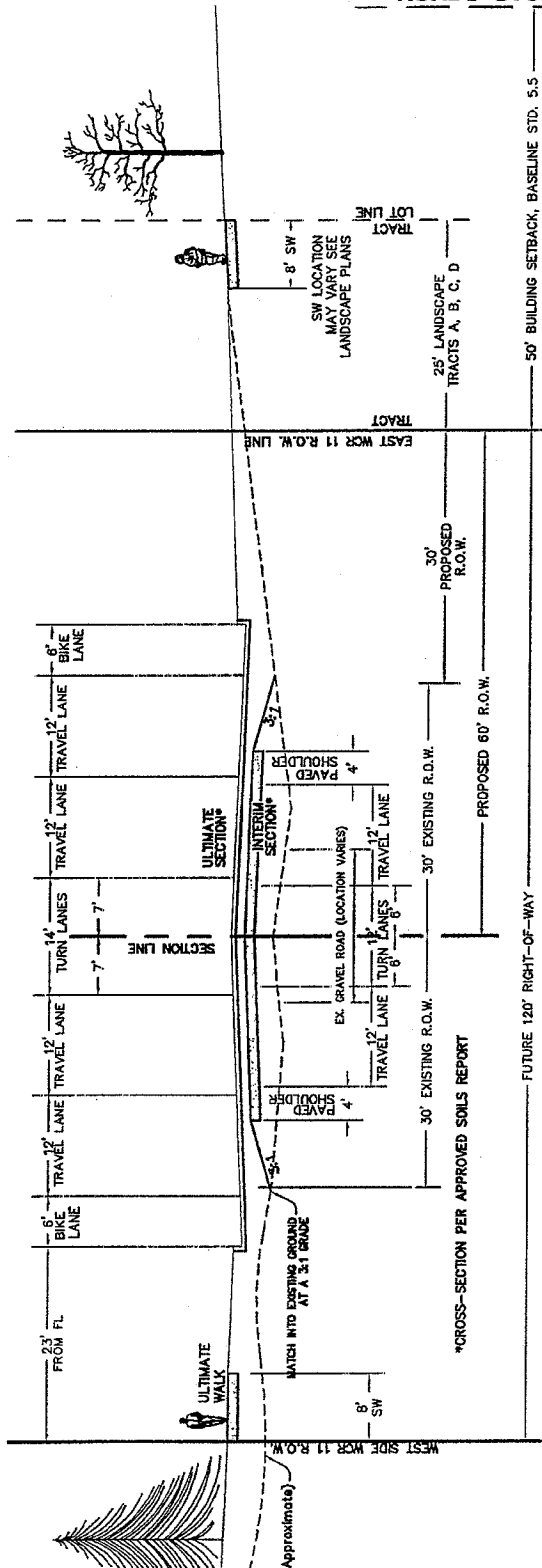 23'
FROM FL
6'
BIKE
LANE
12'
TRAVEL LANE
12'
TRAVEL LANE
14'
TURN LANES
7'
7'
12'
TRAVEL LANE
12'
TRAVEL LANE
6'
BIKE
LANE
SECTION LINE
ULTIMATE
SECTION*
INTERIM
SECTION*
ULTIMATE
WALK
8'
SW
WEST SIDE WCR 11 R.O.W.
Approximate)
MATCH INTO EXISTING GROUND
AT A 3:1 GRADE
3:1
3:1
PAVED
SHOULDER
4'
PAVED
SHOULDER
4'
EX. GRAVEL ROAD (LOCATION VARIES)
12'
TRAVEL LANE
12'
TURN LANES
6'
6'
12'
TRAVEL LANE
30' EXISTING R.O.W.
30' EXISTING R.O.W.
30'
PROPOSED
R.O.W.
PROPOSED 60' R.O.W.
EAST WCR 11 R.O.W. LINE
TRACT
TRACT
LOT LINE
8' SW
SW LOCATION
MAY VARY SEE
LANDSCAPE PLANS
25' LANDSCAPE
TRACTS A, B, C, D
*CROSS-SECTION PER APPROVED SOILS REPORT
FUTURE 120' RIGHT-OF-WAY
50' BUILDING SETBACK, BASELINE STD. 5.5